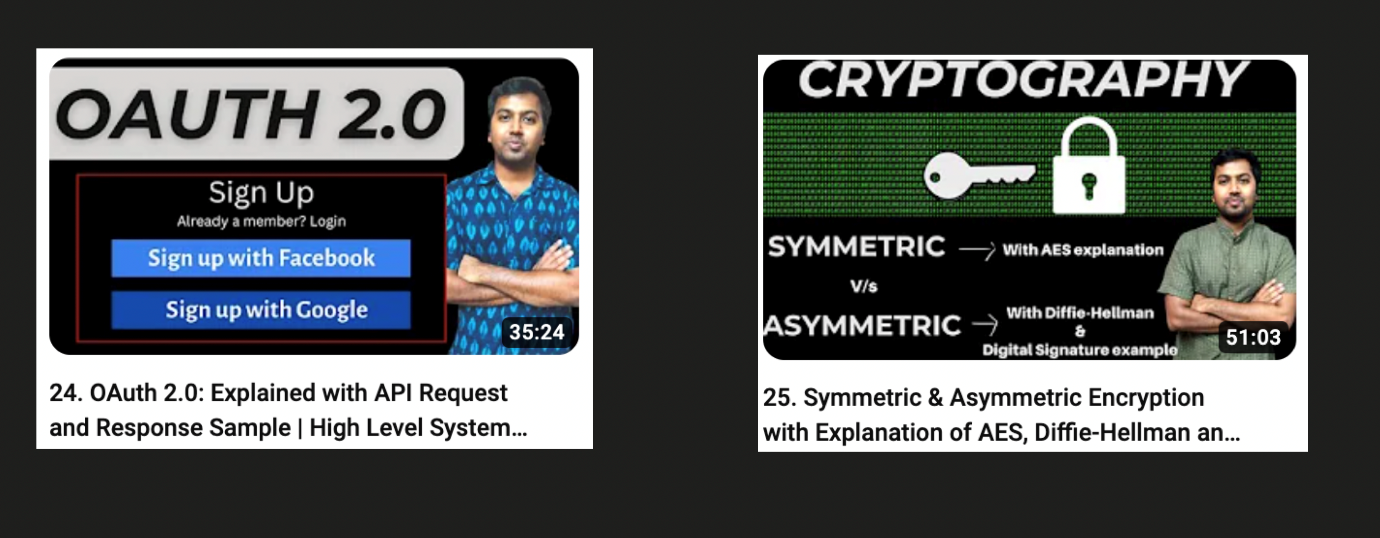 OAUTH 2.0
Sign Up
Already a member? Login
Sign up with Facebook
Sign up with Google
35:24
24. OAuth 2.0: Explained with API Request
and Response Sample | High Level System...
CRYPTOGRAPHY
SYMMETRIC
With AES explanation
V/s
ASYMMETRIC
With Diffie-Hellman
&
Digital Signature example
51:03
25. Symmetric & Asymmetric Encryption
with Explanation of AES, Diffie-Hellman an...